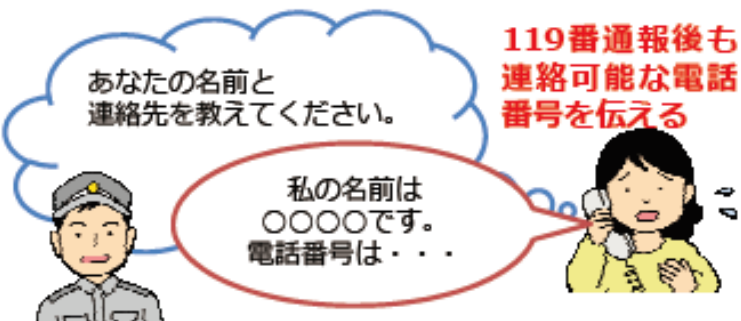 119番通報後も
連絡可能な電話
番号を伝える
あなたの名前と
連絡先を教えてください。
私の名前は
○○○○です。
電話番号は・・・